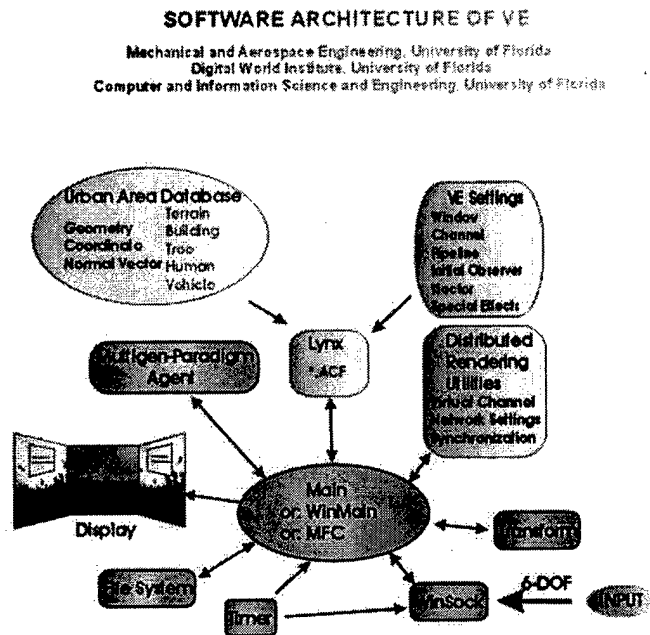 SOFTWARE ARCHITECTURE OF VE
Mechanical and Aerospace Engineering, University of Florida
Digital World Institute, University of Florida
Computer and Information Science and Engineering, University of Florida
Urban Area Database
Terrain
Geometry Building
Coordinate Tree
Normal Vector Human
Vehicle
VE Settings
Window
Channel
Pipeline
Initial Observer
Special Effects
Lynx
*.ACF
Multigen-Paradigm
Agent
Distributed
Rendering
Utilities
Virtual Channel
Network Settings
Synchronization
Display
Main
or: WinMain
or: MFC
Transform
File System
Timer
WinSock
6-DOF
INPUT